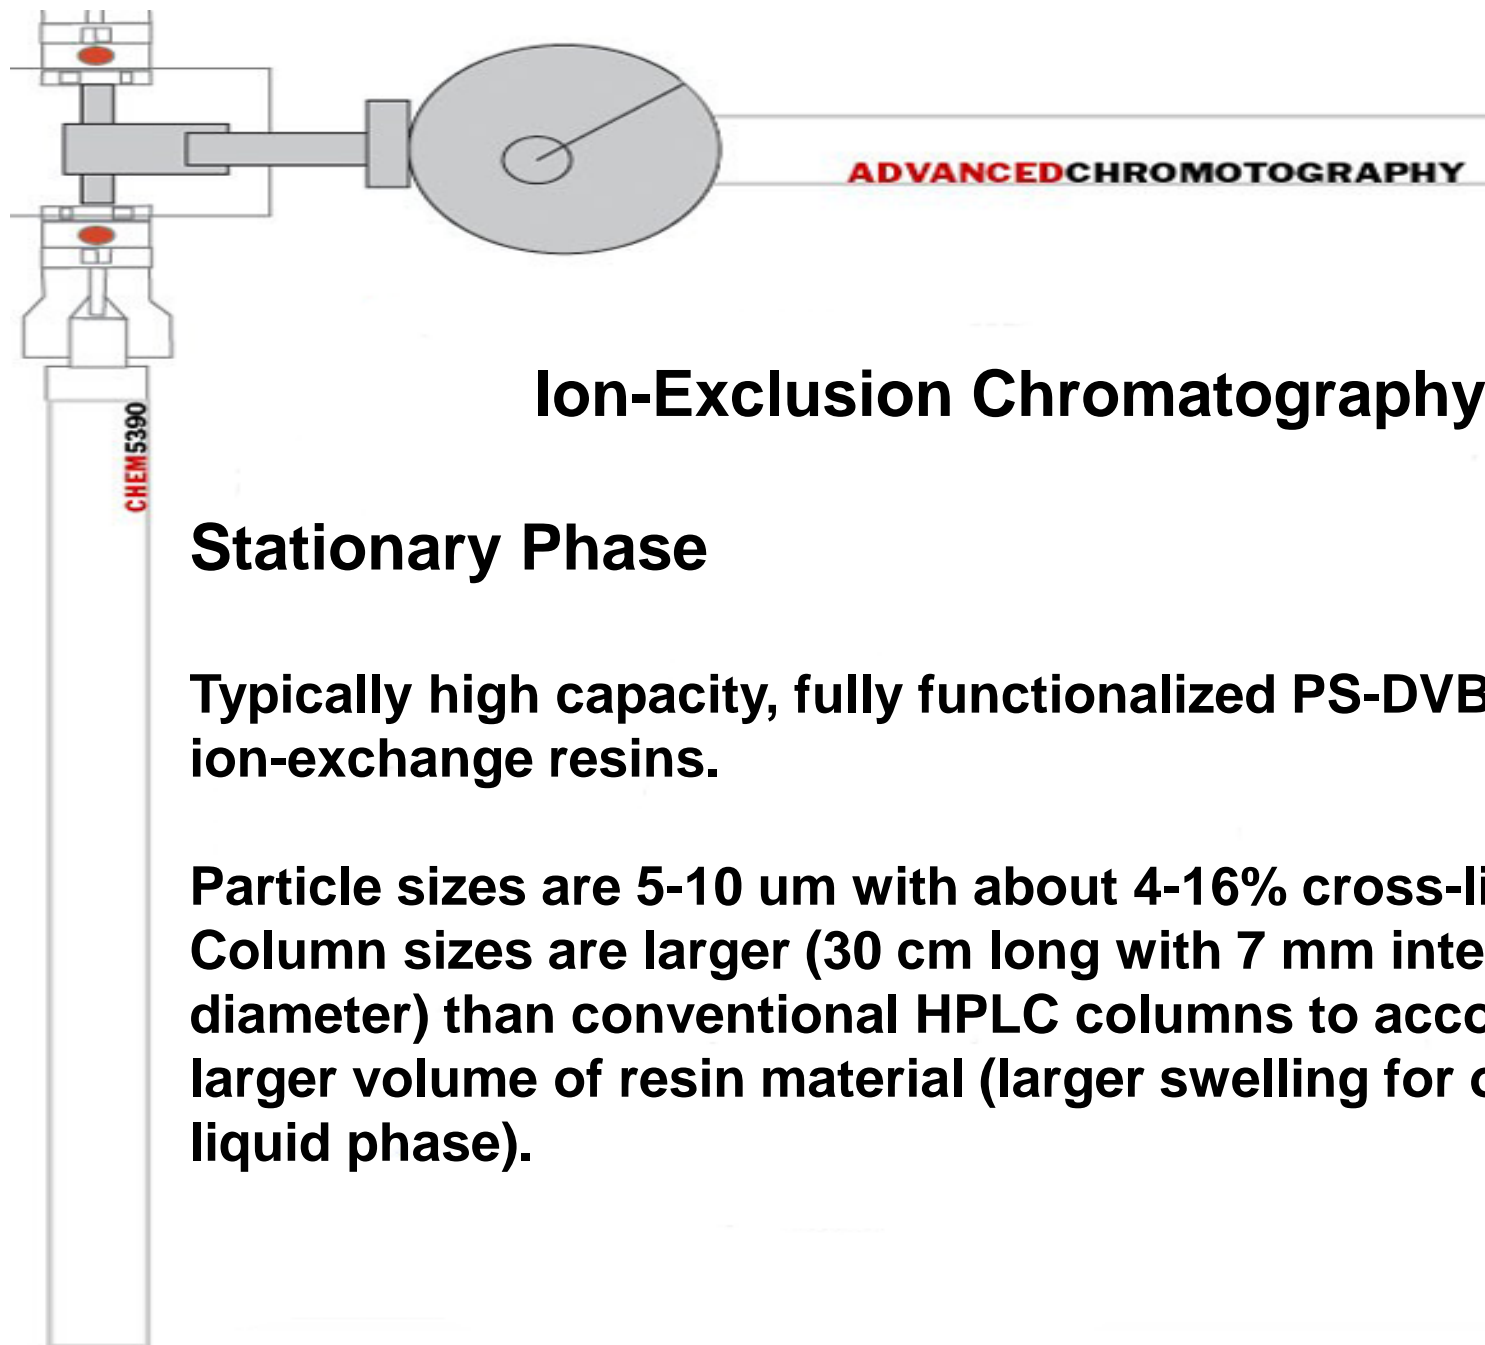 ADVANCEDCHROMOTOGRAPHY
Ion-Exclusion Chromatography
CHEM5390
Stationary Phase
Typically high capacity, fully functionalized PS-DVB
ion-exchange resins.
Particle sizes are 5-10 um with about 4-16% cross-li
Column sizes are larger (30 cm long with 7 mm inte
diameter) than conventional HPLC columns to acco
larger volume of resin material (larger swelling for
liquid phase).